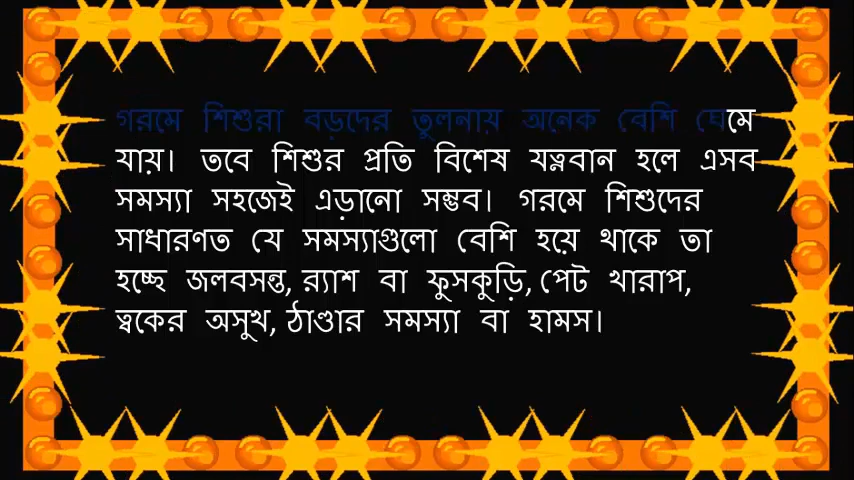 গরমে শিশুরা বড়দের তুলনায় অনেক বেশি ঘেমে
যায়। তবে শিশুর প্রতি বিশেষ যত্নবান হলে এসব
সমস্যা সহজেই এড়ানো সম্ভব। গরমে শিশুদের
সাধারণত যে সমস্যাগুলো বেশি হয়ে থাকে তা
হচ্ছে জলবসন্ত, র‍্যাশ বা ফুসকুড়ি, পেট খারাপ,
ত্বকের অসুখ, ঠাণ্ডার সমস্যা বা হামস।